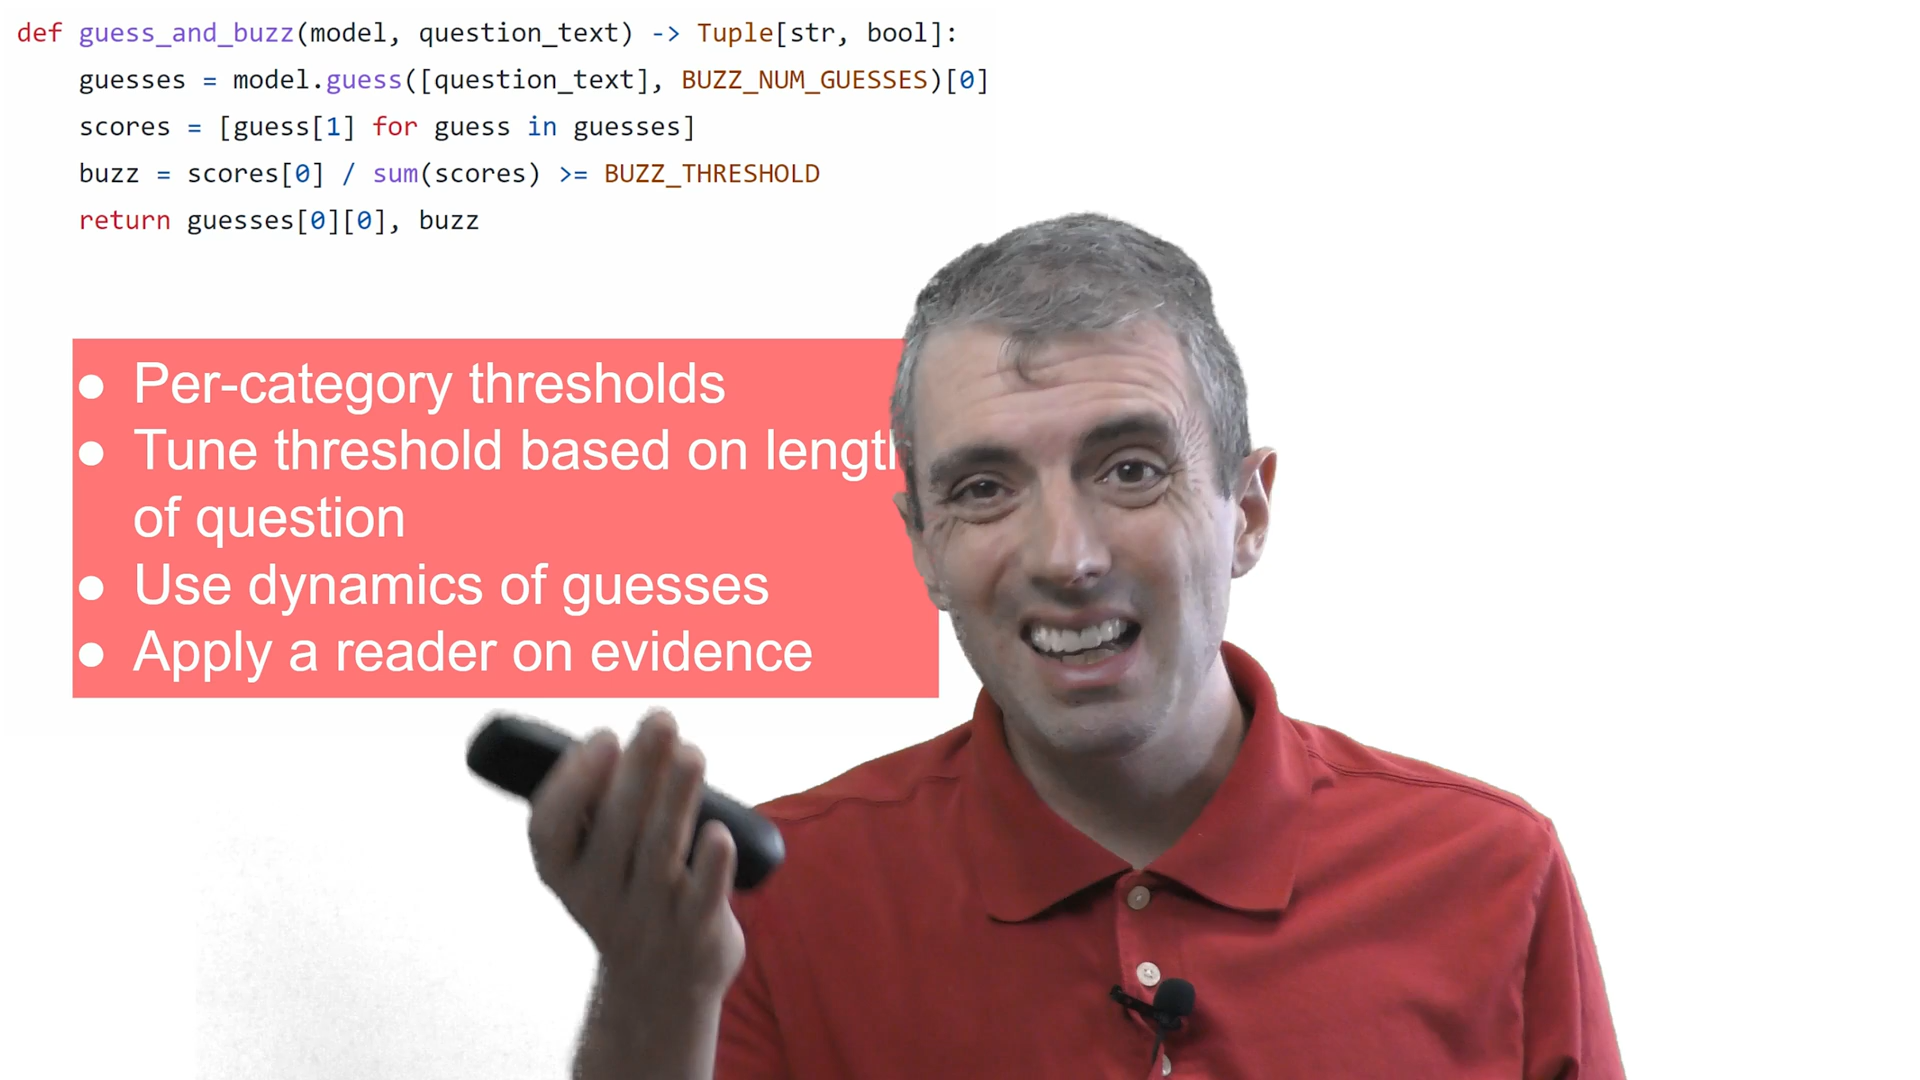 def guess_and_buzz(model, question_text) -> Tuple[str, bool]:
    guesses = model.guess([question_text], BUZZ_NUM_GUESSES)[0]
    scores = [guess[1] for guess in guesses]
    buzz = scores[0] / sum(scores) >= BUZZ_THRESHOLD
    return guesses[0][0], buzz
● Per-category thresholds
● Tune threshold based on length
of question
● Use dynamics of guesses
● Apply a reader on evidence